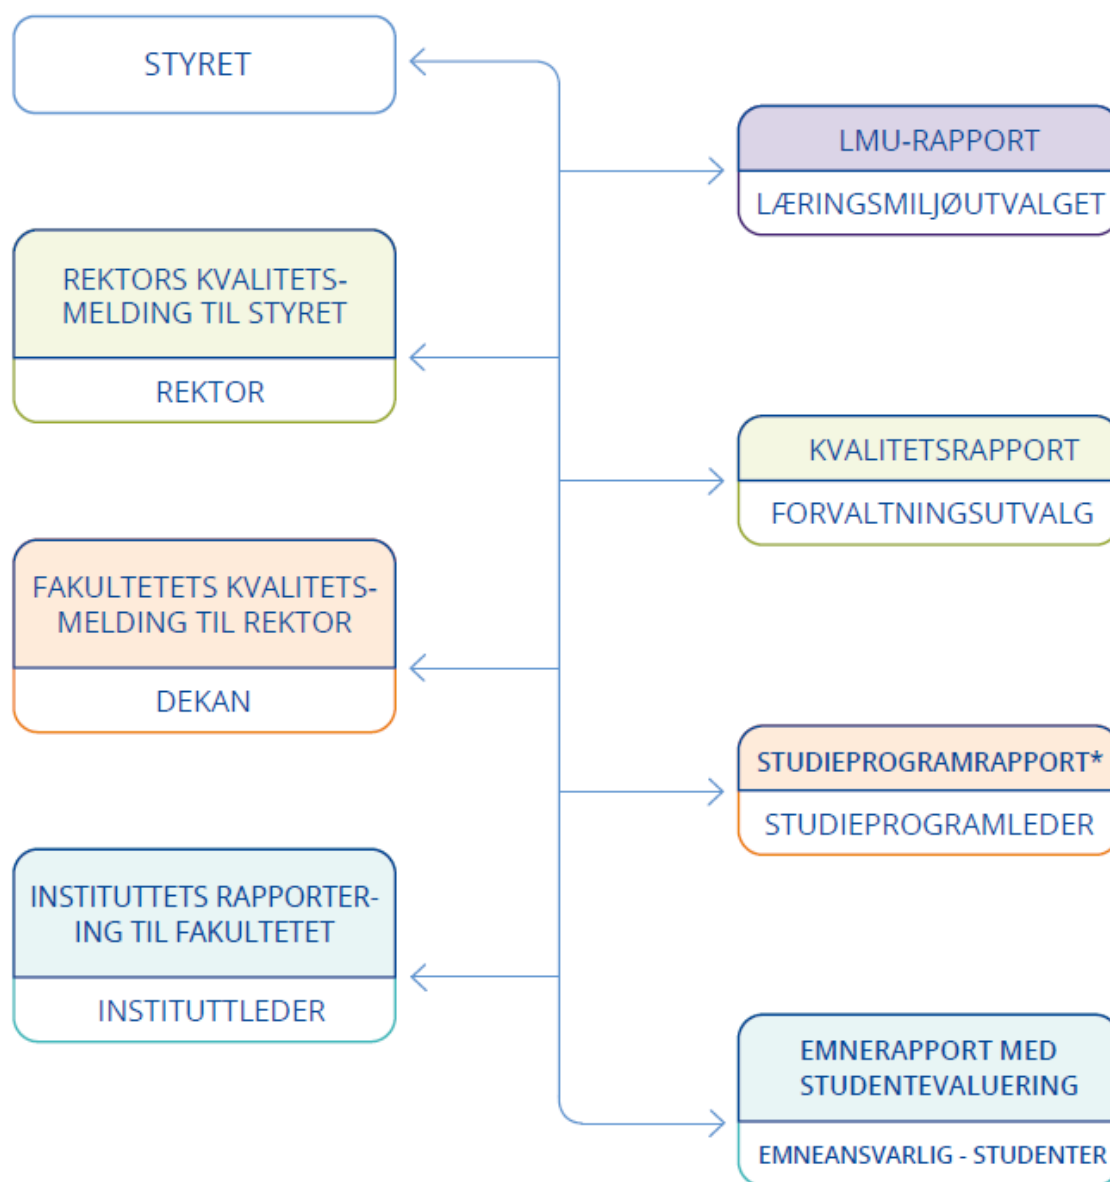 STYRET
LMU-RAPPORT
LÆRINGSMILJØUTVALGET
REKTORS KVALITETS-
MELDING TIL STYRET
REKTOR
KVALITETSRAPPORT
FORVALTNINGSUTVALG
FAKULTETETS KVALITETS-
MELDING TIL REKTOR
DEKAN
STUDIEPROGRAMRAPPORT*
STUDIEPROGRAMLEDER
INSTITUTTETS RAPPORTER-
ING TIL FAKULTETET
INSTITUTTLEDER
EMNERAPPORT MED
STUDENTEVALUERING
EMNEANSVARLIG - STUDENTER